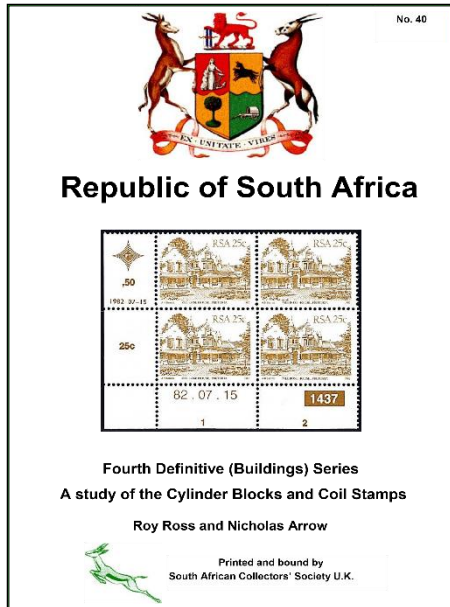 No. 40
EX · UNITATE · VIRES
Republic of South Africa
RSA 25c RSA 25c
,50
1982 07-15
RSA 25c RSA 25c
25c
82.07.15 1437
1 2
Fourth Definitive (Buildings) Series
A study of the Cylinder Blocks and Coil Stamps
Roy Ross and Nicholas Arrow
Printed and bound by
South African Collectors' Society U.K.